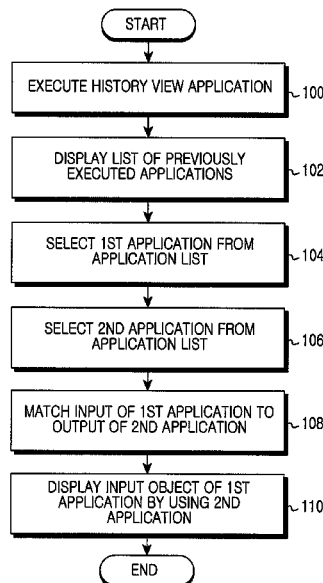 START
EXECUTE HISTORY VIEW APPLICATION
100
DISPLAY LIST OF PREVIOUSLY
EXECUTED APPLICATIONS
102
SELECT 1ST APPLICATION FROM
APPLICATION LIST
104
SELECT 2ND APPLICATION FROM
APPLICATION LIST
106
MATCH INPUT OF 1ST APPLICATION TO
OUTPUT OF 2ND APPLICATION
108
DISPLAY INPUT OBJECT OF 1ST
APPLICATION BY USING 2ND
APPLICATION
110
END